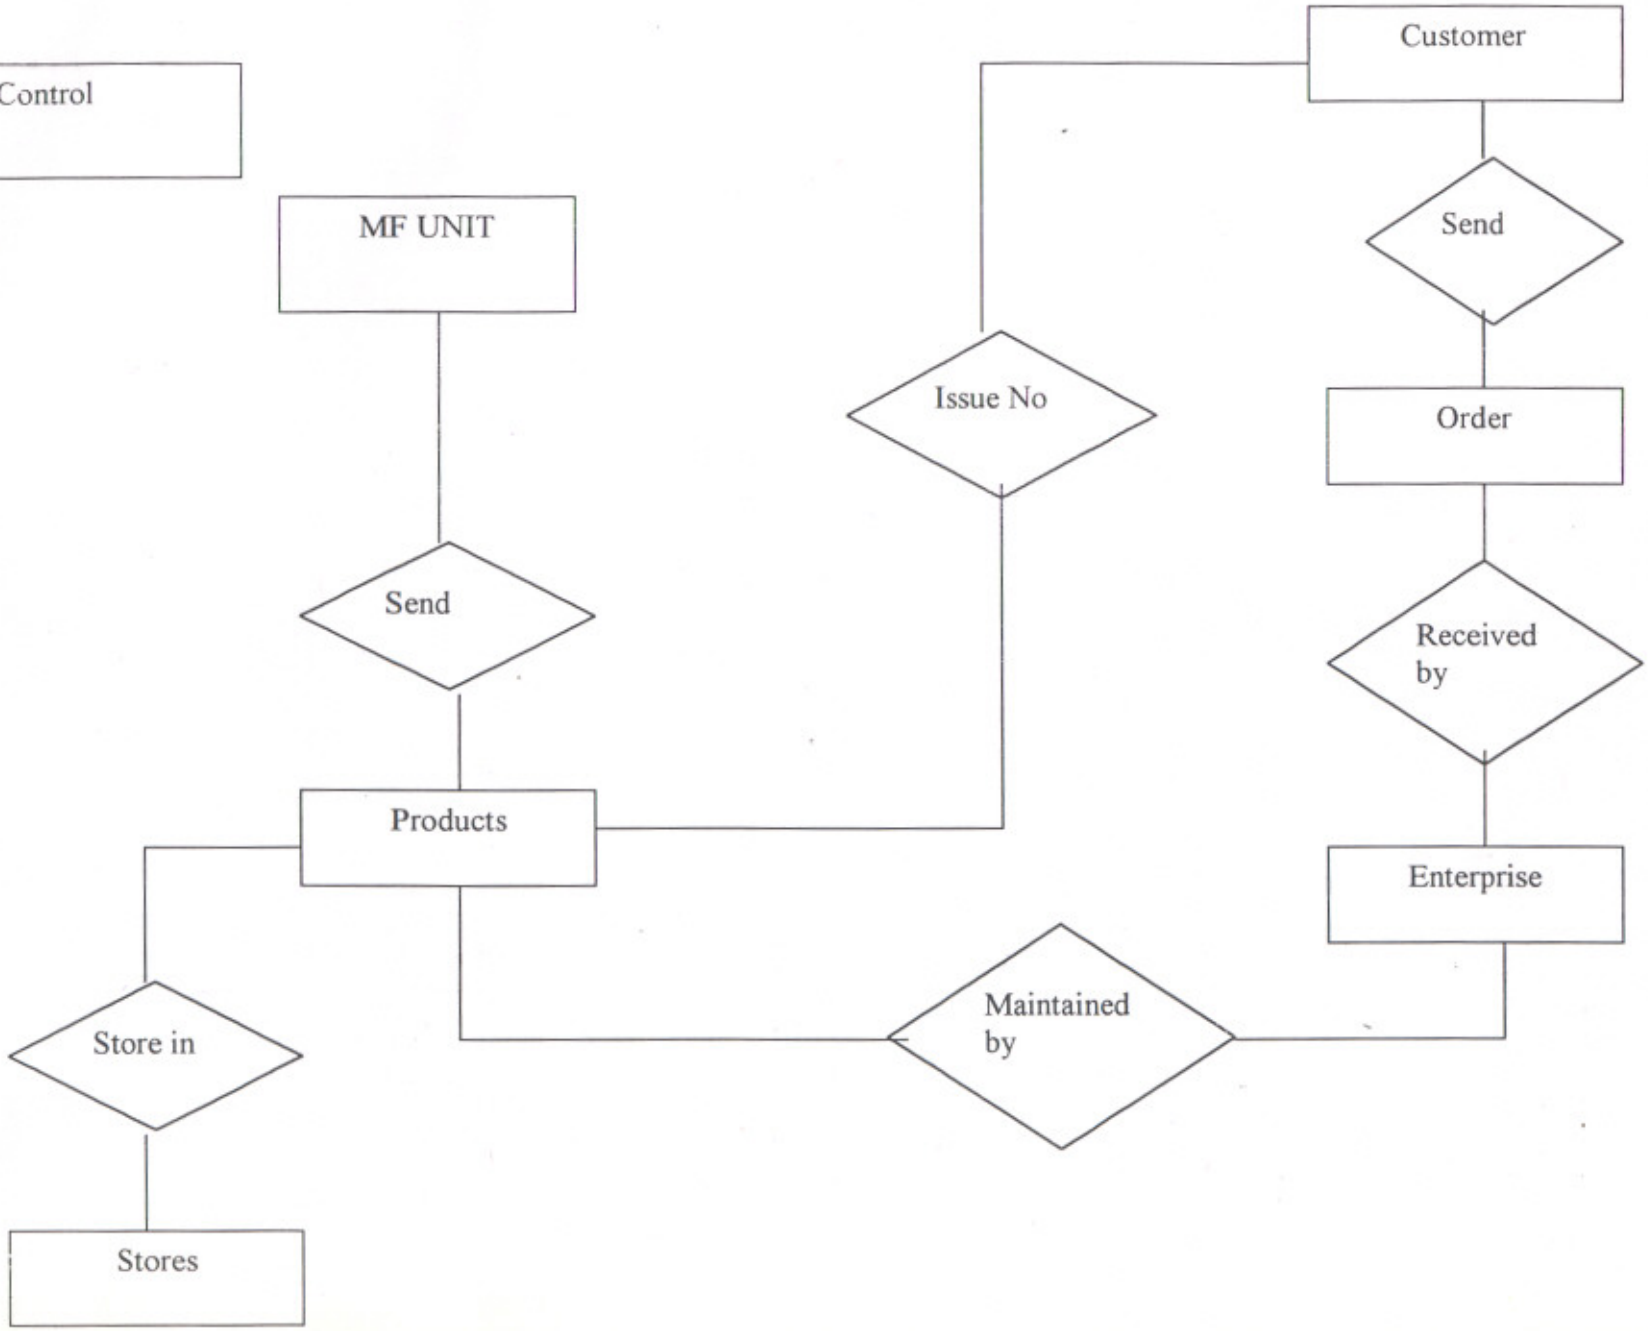 Customer
Control
MF UNIT
Send
Issue No
Order
Send
Received
by
Products
Enterprise
Maintained
by
Store in
Stores